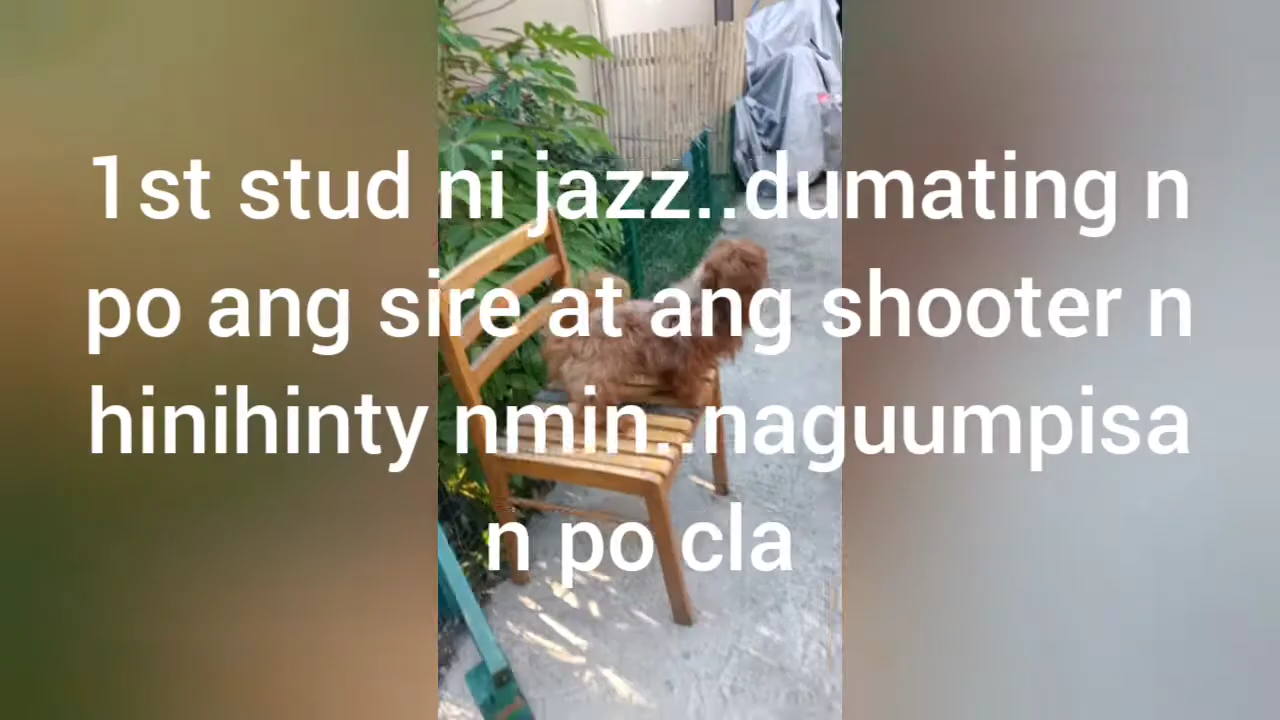 1st stud ni jazz..dumating n
po ang sire at ang shooter n
hinihinty nmin..naguumpisa
n po cla